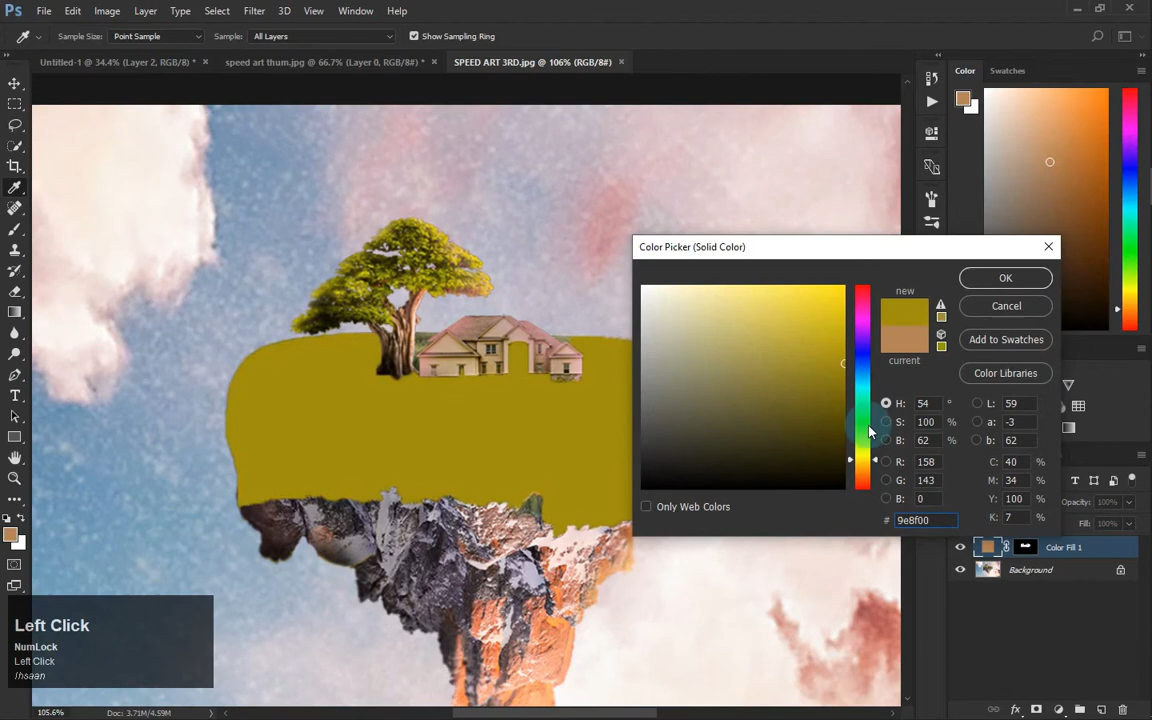 Ps File Edit Image Layer Type Select Filter 3D View Window Help
Sample Size: Point Sample Sample: All Layers Show Sampling Ring
Untitled-1 @ 34.4% (Layer 2, RGB/8) * × speed art thum.jpg @ 66.7% (Layer 0, RGB/8#) * × SPEED ART 3RD.jpg @ 106% (RGB/8#) ×
Color Swatches
Color Picker (Solid Color)
new
current
OK
Cancel
Add to Swatches
Color Libraries
H: 54 ° L: 59
S: 100 % a: -3
B: 62 % b: 62
R: 158 C: 40 %
G: 143 M: 34 %
B: 0 Y: 100 %
# 9e8f00 K: 7 %
Only Web Colors
Opacity: 100%
Fill: 100%
Color Fill 1
Background
Left Click
NumLock
Left Click
Ihsaan
105.6% Doc: 3.71M/4.59M